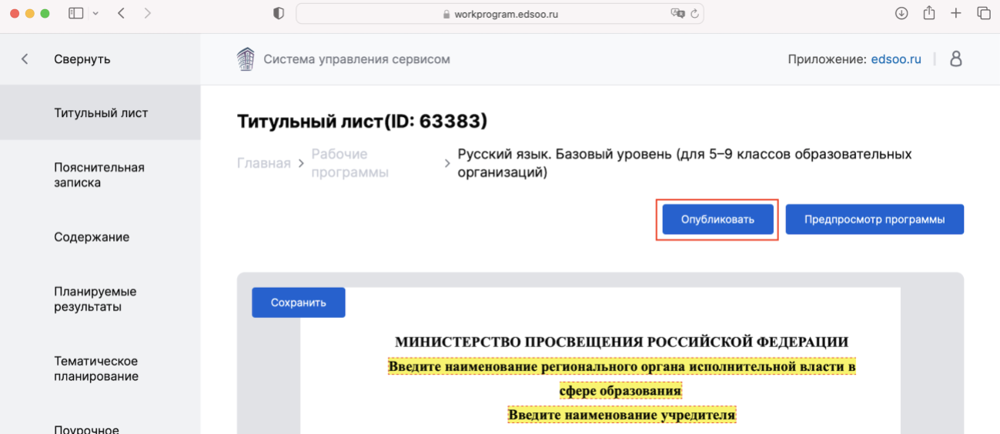 workprogram.edsoo.ru
Свернуть
Система управления сервисом
Приложение: edsoo.ru
Титульный лист
Пояснительная
записка
Содержание
Планируемые
результаты
Тематическое
планирование
Поурочное
Титульный лист(ID: 63383)
Главная > Рабочие
программы
> Русский язык. Базовый уровень (для 5–9 классов образовательных
организаций)
Опубликовать
Предпросмотр программы
Сохранить
МИНИСТЕРСТВО ПРОСВЕЩЕНИЯ РОССИЙСКОЙ ФЕДЕРАЦИИ
Введите наименование регионального органа исполнительной власти в
сфере образования
Введите наименование учредителя